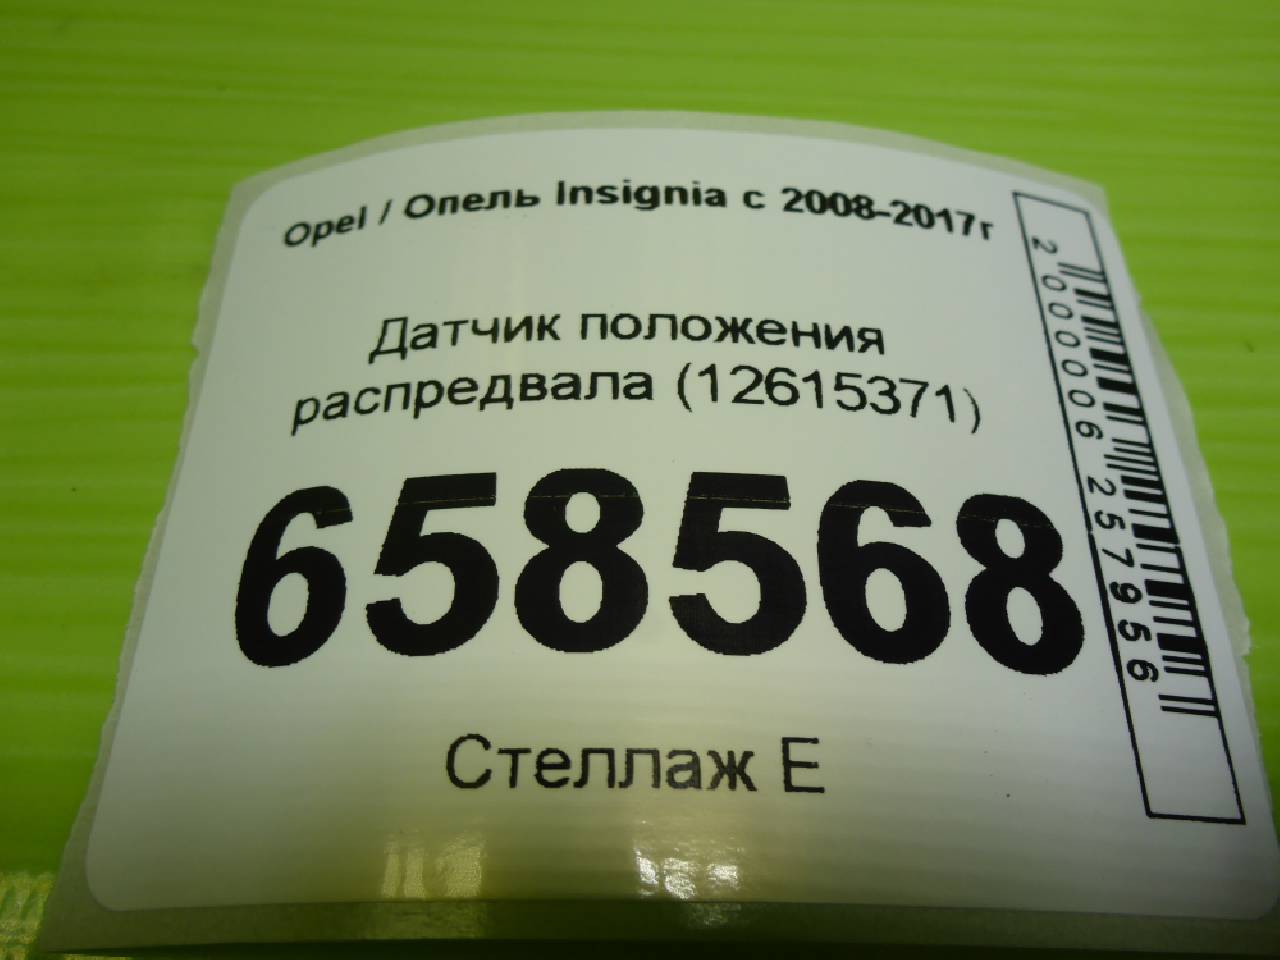 Opel / Опель Insignia с 2008-2017г
Датчик положения
распредвала (12615371)
658568
Стеллаж Е
2000006257956